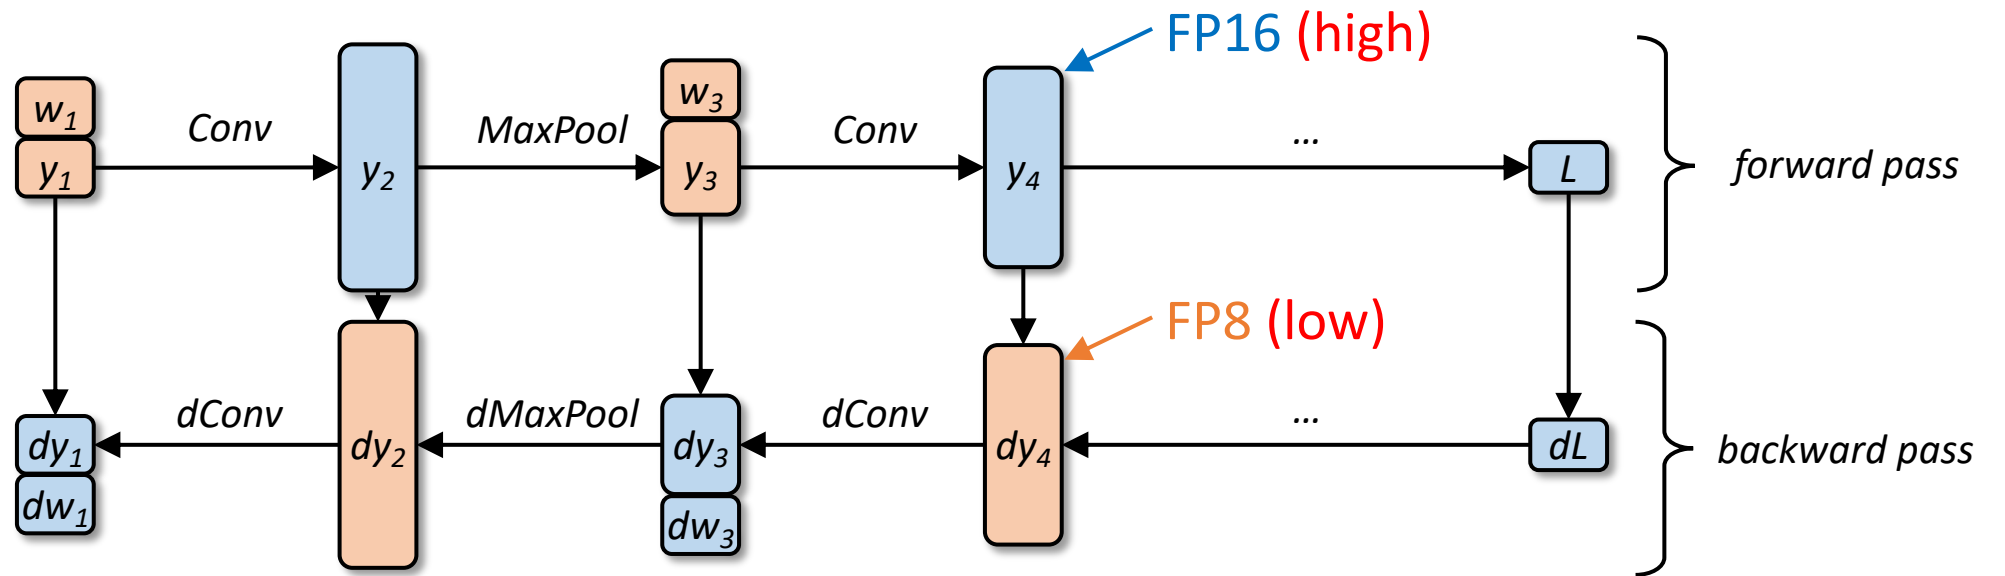 FP16 (high)
w1
y1
Conv
y2
MaxPool
w3
y3
Conv
y4
...
L
forward pass
FP8 (low)
dy1
dw1
dConv
dy2
dMaxPool
dy3
dw3
dConv
dy4
...
dL
backward pass